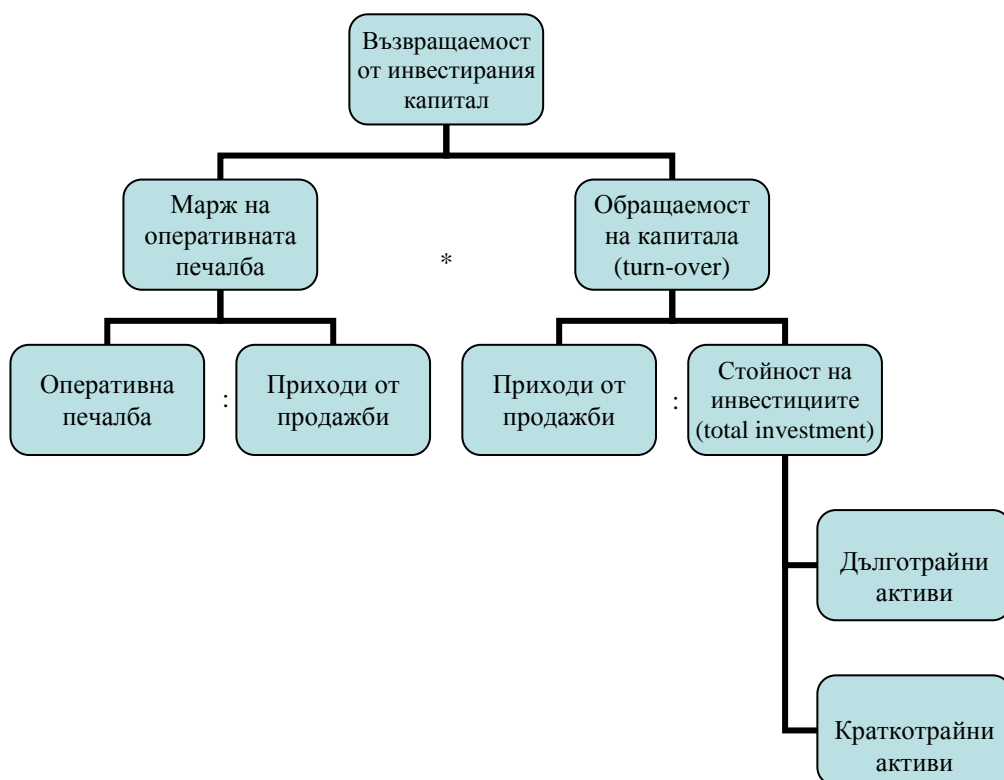 Възвращаемост
от инвестирания
капитал
Марж на
оперативната
печалба
*
Обращаемост
на капитала
(turn-over)
Оперативна
печалба
:
Приходи от
продажби
Приходи от
продажби
:
Стойност на
инвестициите
(total investment)
Дълготрайни
активи
Краткотрайни
активи